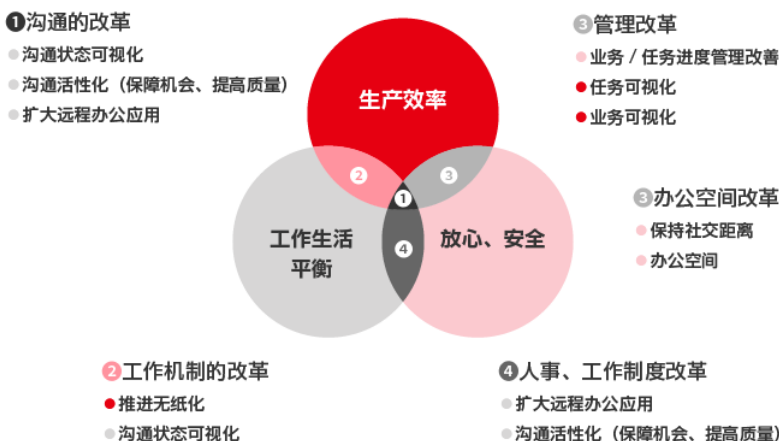 ❶沟通的改革
沟通状态可视化
沟通活性化（保障机会、提高质量）
扩大远程办公应用
❸管理改革
业务 / 任务进度管理改善
任务可视化
业务可视化
生产效率
❷
❸
❶
❹
工作生活
平衡
放心、安全
❸办公空间改革
保持社交距离
办公空间
❷工作机制的改革
推进无纸化
沟通状态可视化
❹人事、工作制度改革
扩大远程办公应用
沟通活性化（保障机会、提高质量）